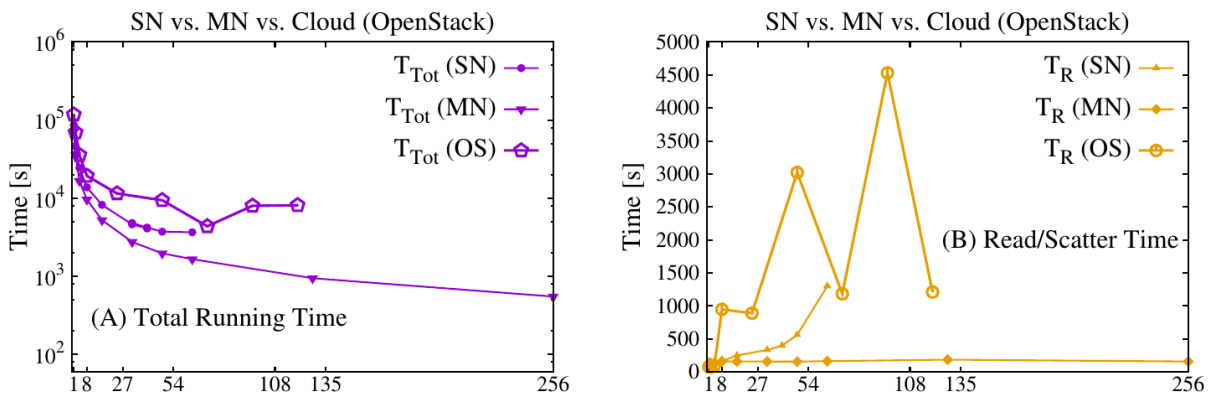 SN vs. MN vs. Cloud (OpenStack)
10^6
10^5
10^4
10^3
10^2
Time [s]
T_Tot (SN)
T_Tot (MN)
T_Tot (OS)
(A) Total Running Time
1 8 27 54 108 135 256
SN vs. MN vs. Cloud (OpenStack)
5000
4500
4000
3500
3000
2500
2000
1500
1000
500
0
Time [s]
T_R (SN)
T_R (MN)
T_R (OS)
(B) Read/Scatter Time
1 8 27 54 108 135 256